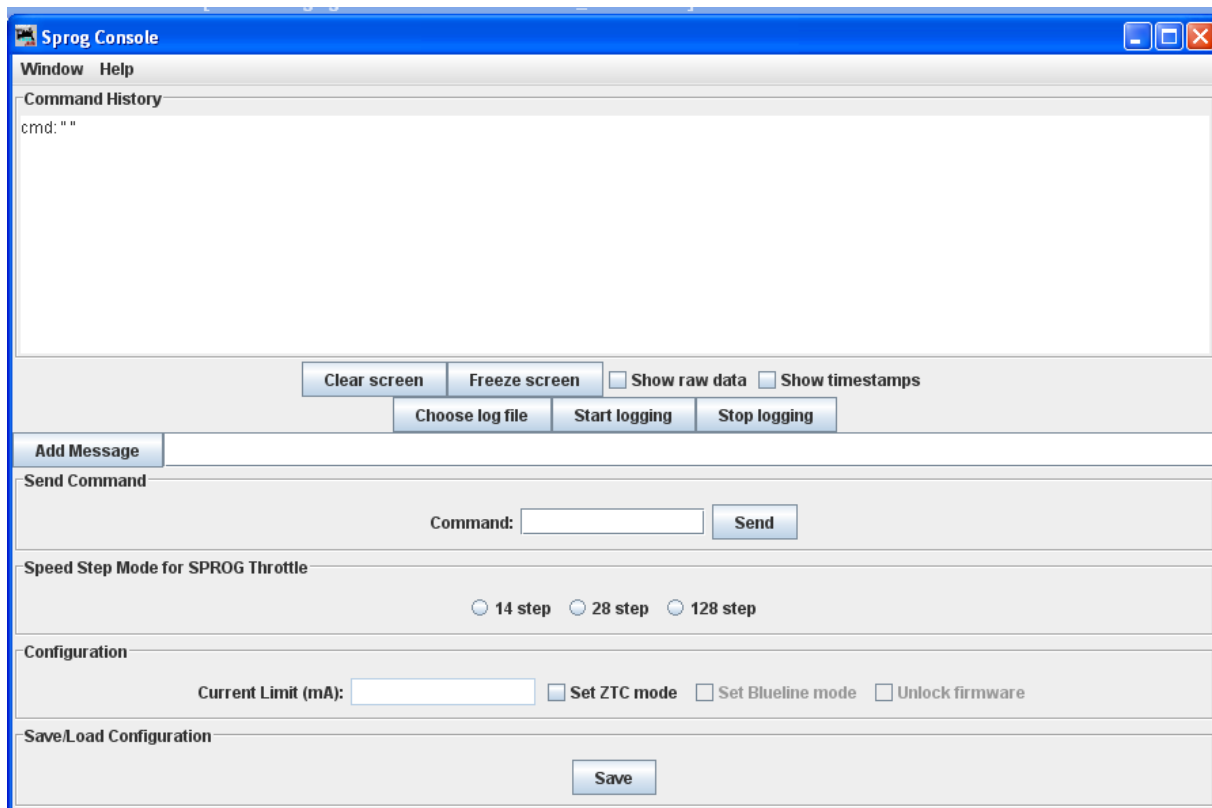 Sprog Console
Window Help
Command History
cmd: " "
Clear screen Freeze screen Show raw data Show timestamps
Choose log file Start logging Stop logging
Add Message
Send Command
Command: Send
Speed Step Mode for SPROG Throttle
14 step 28 step 128 step
Configuration
Current Limit (mA): Set ZTC mode Set Blueline mode Unlock firmware
Save/Load Configuration
Save